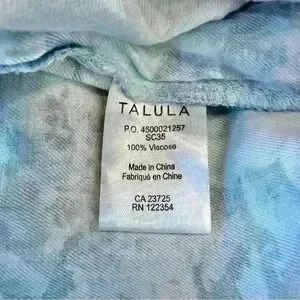 TALULA
P.O. 4500021257
SC35
100% Viscose
Made in China
Fabriqué en Chine
CA 23725
RN 122354